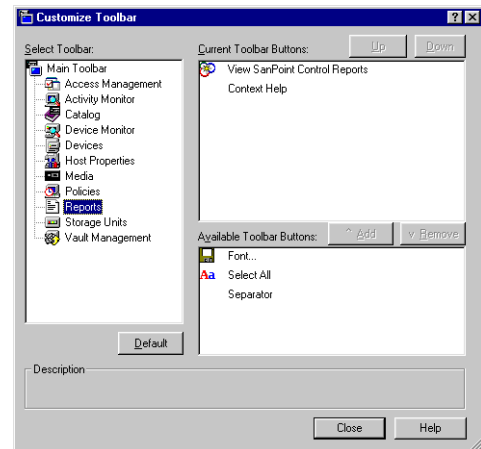 Customize Toolbar
Select Toolbar:
Main Toolbar
Access Management
Activity Monitor
Catalog
Device Monitor
Devices
Host Properties
Media
Policies
Reports
Storage Units
Vault Management
Default
Current Toolbar Buttons:
Up
Down
View SanPoint Control Reports
Context Help
Available Toolbar Buttons:
^ Add
v Remove
Font...
Aa Select All
Separator
Description
Close
Help